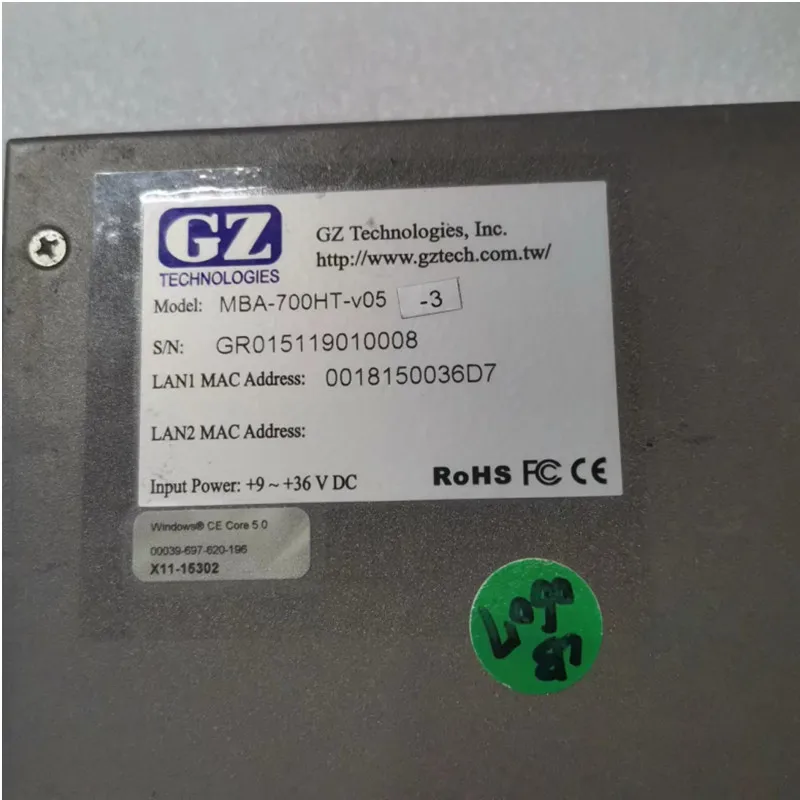 GZ
TECHNOLOGIES
GZ Technologies, Inc.
http://www.gztech.com.tw/
Model: MBA-700HT-v05 -3
S/N: GR015119010008
LAN1 MAC Address: 0018150036D7
LAN2 MAC Address:
Input Power: +9 ~ +36 V DC
RoHS FC CE
Windows® CE Core 5.0
00039-697-620-196
X11-15302